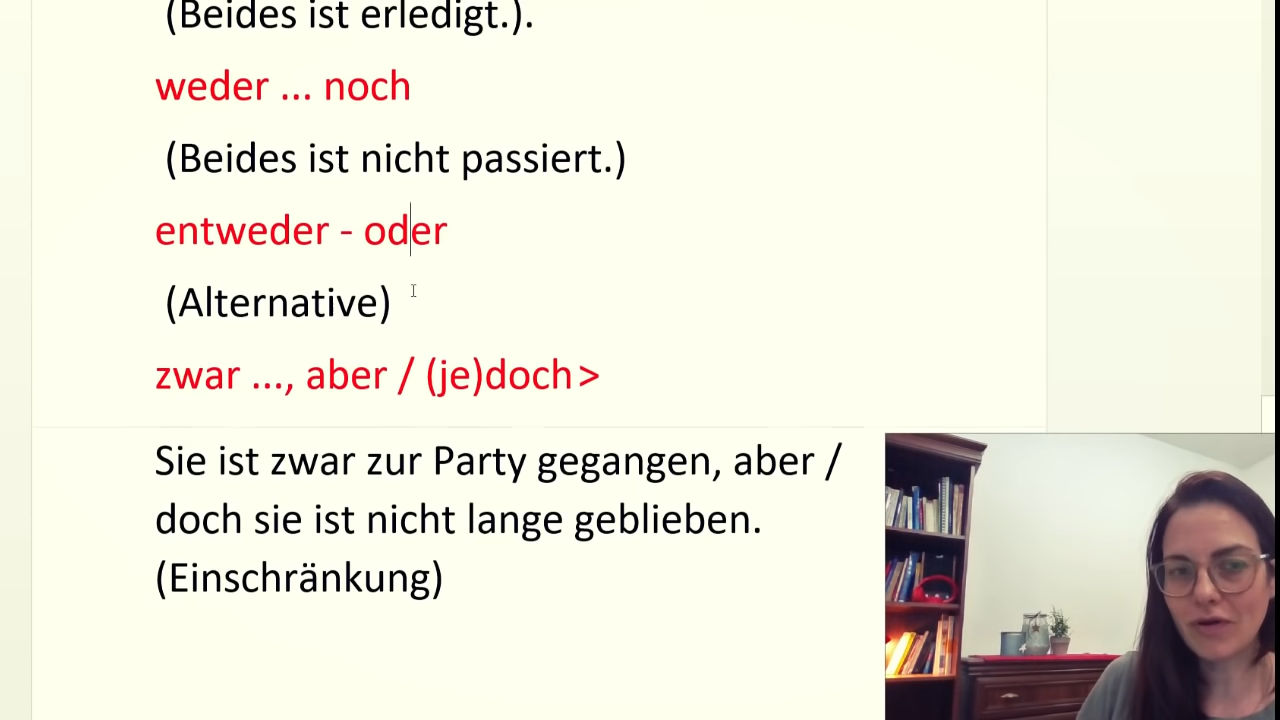 (Beides ist erledigt.).
weder ... noch
(Beides ist nicht passiert.)
entweder - oder
(Alternative)
zwar ..., aber / (je)doch>
Sie ist zwar zur Party gegangen, aber /
doch sie ist nicht lange geblieben.
(Einschränkung)